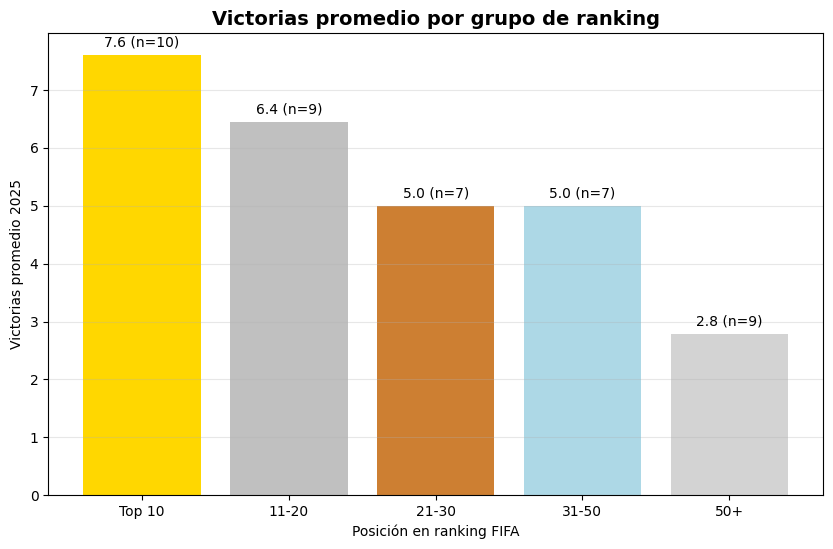 Victorias promedio por grupo de ranking
7.6 (n=10)
6.4 (n=9)
5.0 (n=7)
5.0 (n=7)
2.8 (n=9)
Victorias promedio 2025
7
6
5
4
3
2
1
0
Top 10
11-20
21-30
31-50
50+
Posición en ranking FIFA